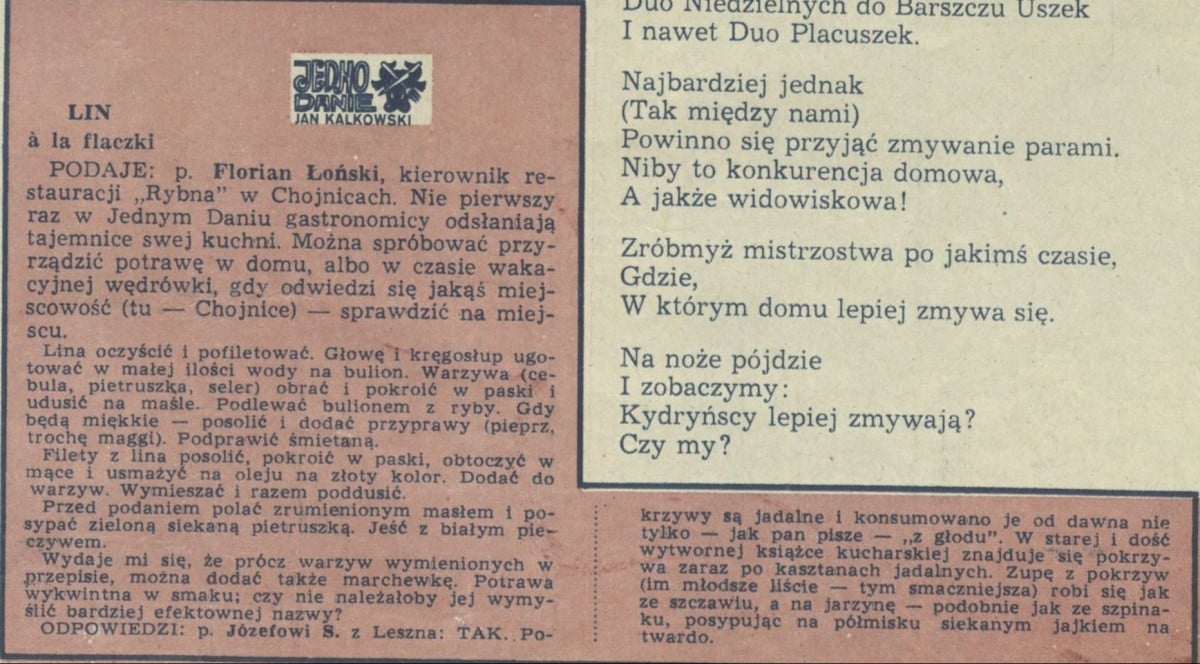 JEDNO
DANIE
JAN KALKOWSKI
LIN
à la flaczki
PODAJE: p. Florian Łoński, kierownik re-
stauracji „Rybna" w Chojnicach. Nie pierwszy
raz w Jednym Daniu gastronomicy odsłaniają
tajemnice swej kuchni. Można spróbować przy-
rządzić potrawę w domu, albo w czasie waka-
cyjnej wędrówki, gdy odwiedzi się jakąś miej-
scowość (tu — Chojnice) — sprawdzić na miej-
scu.
Lina oczyścić i pofiletować. Głowę i kręgosłup ugo-
tować w małej ilości wody na bulion. Warzywa (ce-
bula, pietruszka, seler) obrać i pokroić w paski i
udusić na maśle. Podlewać bulionem z ryby. Gdy
będą miękkie — posolić i dodać przyprawy (pieprz,
trochę maggi). Podprawić śmietaną.
Filety z lina posolić, pokroić w paski, obtoczyć w
mące i usmażyć na oleju na złoty kolor. Dodać do
warzyw. Wymieszać i razem poddusić.
Przed podaniem polać zrumienionym masłem i po-
sypać zieloną siekaną pietruszką. Jeść z białym pie-
czywem.
Wydaje mi się, że prócz warzyw wymienionych w
przepisie, można dodać także marchewkę. Potrawa
wykwintna w smaku; czy nie należałoby jej wymy-
ślić bardziej efektownej nazwy?
ODPOWIEDZI: p. Józefowi S. z Leszna: TAK. Po-
krzywy są jadalne i konsumowano je od dawna nie
tylko — jak pan pisze — „z głodu". W starej i dość
wytwornej książce kucharskiej znajduje się pokrzy-
wa zaraz po kasztanach jadalnych. Zupę z pokrzyw
(im młodsze liście — tym smaczniejsza) robi się jak
ze szczawiu, a na jarzynę — podobnie jak ze szpina-
ku, posypując na półmisku siekanym jajkiem na
twardo.
Duo Niedzielnych do Barszczu Uszek
I nawet Duo Placuszek.
Najbardziej jednak
(Tak między nami)
Powinno się przyjąć zmywanie parami.
Niby to konkurencja domowa,
A jakże widowiskowa!
Zróbmyż mistrzostwa po jakimś czasie,
Gdzie,
W którym domu lepiej zmywa się.
Na noże pójdzie
I zobaczymy:
Kydryńscy lepiej zmywają?
Czy my?